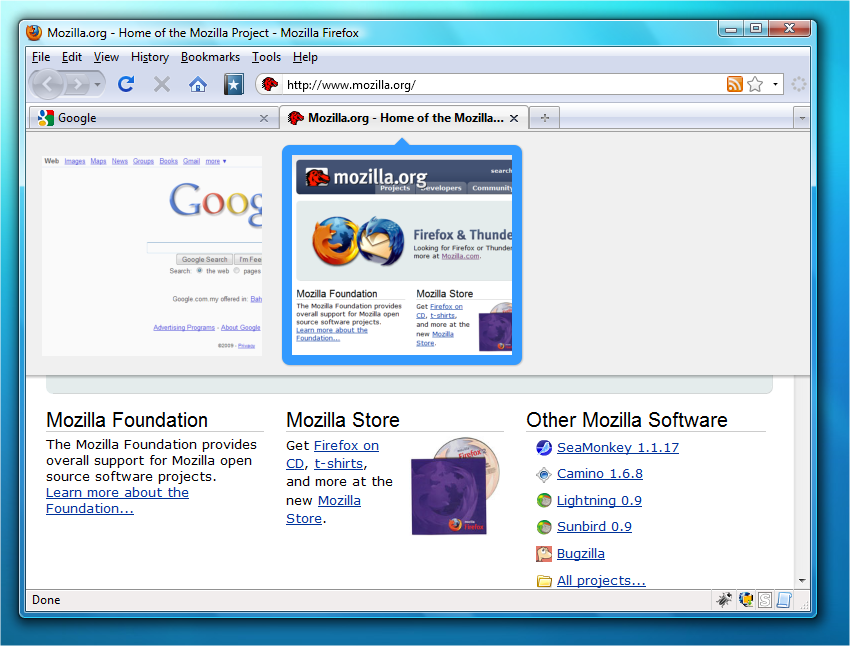 Mozilla.org - Home of the Mozilla Project - Mozilla Firefox
File Edit View History Bookmarks Tools Help
http://www.mozilla.org/
Google
Mozilla.org - Home of the Mozilla...
Web Images Maps News Groups Books Gmail more ▼
Goog
Google Search I'm Fee
Search: the web pages
Google.com.my offered in: Bah
Advertising Programs - About Google
©2009 - Privacy
mozilla.org
search
Projects Developers Community
Firefox & Thunde
Looking for Firefox or Thunder
more at Mozilla.com.
Mozilla Foundation
The Mozilla Foundation provides
overall support for Mozilla open
source software projects.
Learn more about the
Foundation...
Mozilla Store
Get Firefox on
CD, t-shirts,
and more at the
new Mozilla
Store.
Mozilla Foundation
The Mozilla Foundation provides
overall support for Mozilla open
source software projects.
Learn more about the
Foundation...
Mozilla Store
Get Firefox on
CD, t-shirts,
and more at the
new Mozilla
Store.
Firefox
Firefox
Other Mozilla Software
SeaMonkey 1.1.17
Camino 1.6.8
Lightning 0.9
Sunbird 0.9
Bugzilla
All projects...
Done
S